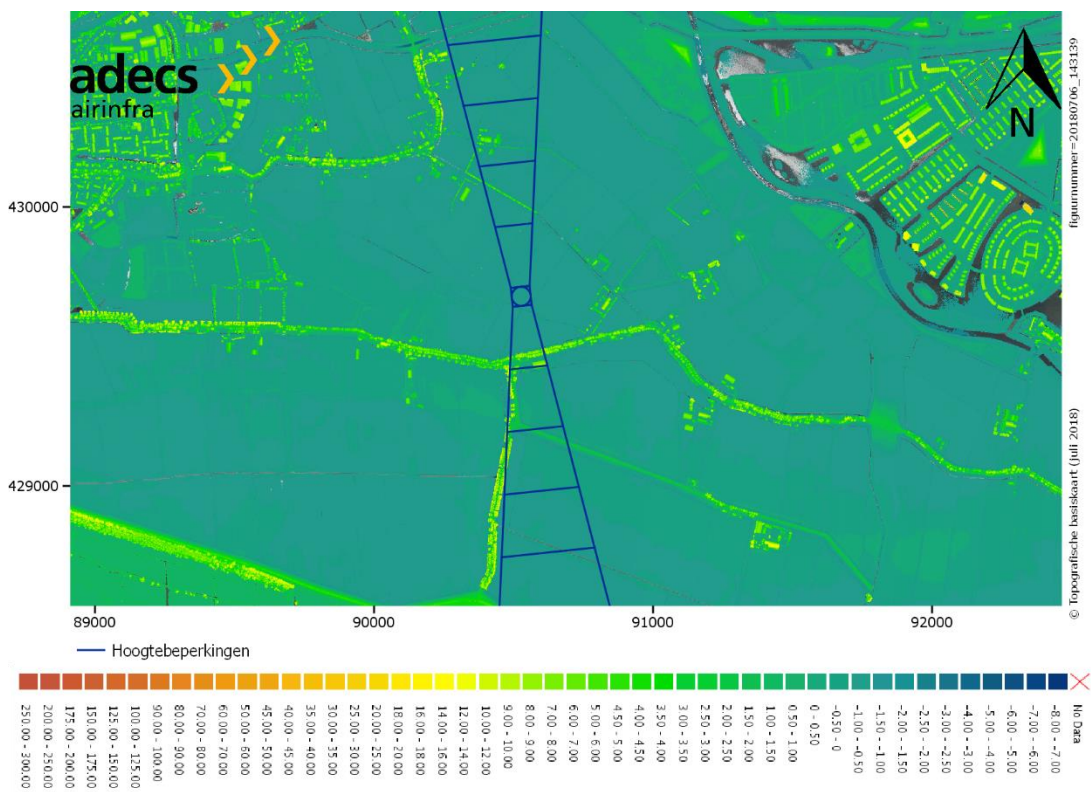 adecs
airinfra
N
figuurnummer=20180706_143139
© Topografische basiskaart (juli 2018)
430000
429000
89000
90000
91000
92000
Hoogtebeperkingen
250.00 - 300.00
200.00 - 250.00
175.00 - 200.00
150.00 - 175.00
125.00 - 150.00
100.00 - 125.00
90.00 - 100.00
80.00 - 90.00
70.00 - 80.00
60.00 - 70.00
50.00 - 60.00
45.00 - 50.00
40.00 - 45.00
35.00 - 40.00
30.00 - 35.00
25.00 - 30.00
20.00 - 25.00
18.00 - 20.00
16.00 - 18.00
14.00 - 16.00
12.00 - 14.00
10.00 - 12.00
9.00 - 10.00
8.00 - 9.00
7.00 - 8.00
6.00 - 7.00
5.00 - 6.00
4.50 - 5.00
4.00 - 4.50
3.50 - 4.00
3.00 - 3.50
2.50 - 3.00
2.00 - 2.50
1.50 - 2.00
1.00 - 1.50
0.50 - 1.00
0 - 0.50
-0.50 - 0
-1.00 - -0.50
-1.50 - -1.00
-2.00 - -1.50
-2.50 - -2.00
-3.00 - -2.50
-4.00 - -3.00
-5.00 - -4.00
-6.00 - -5.00
-7.00 - -6.00
-8.00 - -7.00
No Data